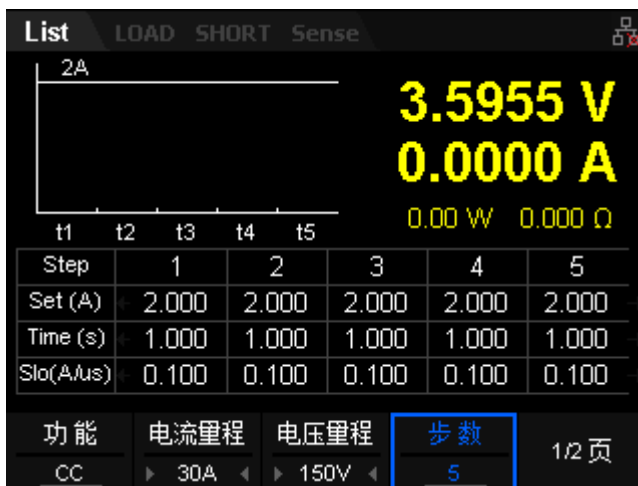 List LOAD SHORT Sense
2A
3.5955 V
0.0000 A
0.00 W 0.000 Ω
t1 t2 t3 t4 t5
Step 1 2 3 4 5
Set (A) 2.000 2.000 2.000 2.000 2.000
Time (s) 1.000 1.000 1.000 1.000 1.000
Slo(A/us) 0.100 0.100 0.100 0.100 0.100
功能 电流量程 电压量程 步数 1/2 页
CC 30A 150V 5